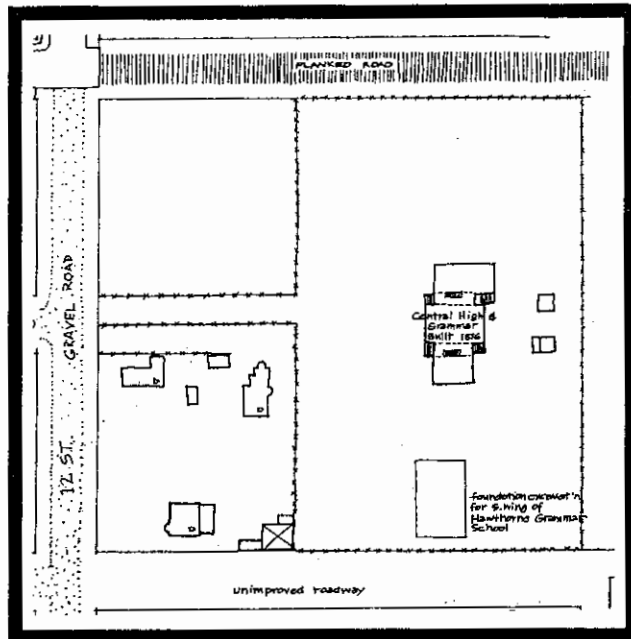 PLANKED ROAD
GRAVEL ROAD
12 ST.
Central High &
Grammar
Built
foundation excavat'n
for S. Wing of
Hawthorne Grammar
School
unimproved roadway